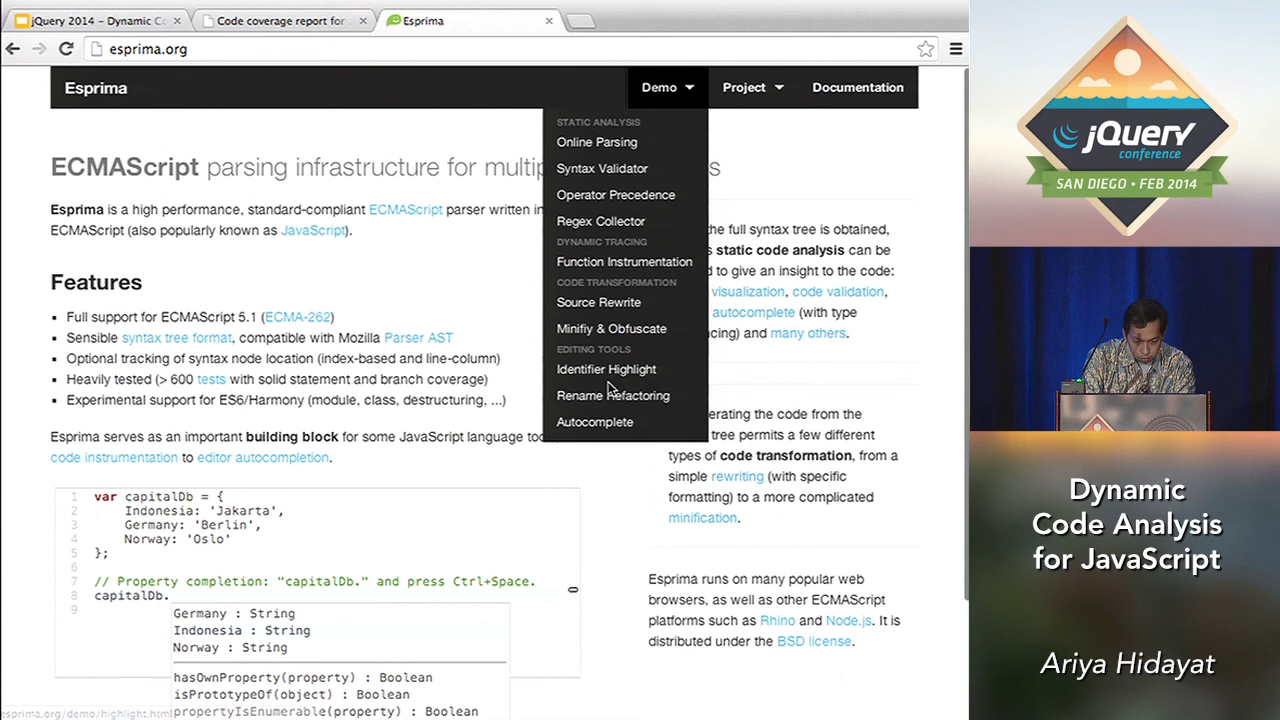 jQuery 2014 – Dynamic Co
Code coverage report for
Esprima
esprima.org
Esprima
Demo
Project
Documentation
STATIC ANALYSIS
Online Parsing
Syntax Validator
Operator Precedence
Regex Collector
DYNAMIC TRACING
Function Instrumentation
CODE TRANSFORMATION
Source Rewrite
Minifiy & Obfuscate
EDITING TOOLS
Identifier Highlight
Rename Refactoring
Autocomplete
ECMAScript parsing infrastructure for multip s
Esprima is a high performance, standard-compliant ECMAScript parser written in
ECMAScript (also popularly known as JavaScript).
Features
Full support for ECMAScript 5.1 (ECMA-262)
Sensible syntax tree format, compatible with Mozilla Parser AST
Optional tracking of syntax node location (index-based and line-column)
Heavily tested (> 600 tests with solid statement and branch coverage)
Experimental support for ES6/Harmony (module, class, destructuring, ...)
Esprima serves as an important building block for some JavaScript language to
code instrumentation to editor autocompletion.
1 var capitalDb = {
2 Indonesia: 'Jakarta',
3 Germany: 'Berlin',
4 Norway: 'Oslo'
5 };
6
7 // Property completion: "capitalDb." and press Ctrl+Space.
8 capitalDb.
9
Germany : String
Indonesia : String
Norway : String
hasOwnProperty(property) : Boolean
isPrototypeOf(object) : Boolean
propertyIsEnumerable(property) : Boolean
esprima.org/demo/highlight.html
the full syntax tree is obtained,
static code analysis can be
d to give an insight to the code:
visualization, code validation,
autocomplete (with type
ncing) and many others.
erating the code from the
tree permits a few different
types of code transformation, from a
simple rewriting (with specific
formatting) to a more complicated
minification.
Esprima runs on many popular web
browsers, as well as other ECMAScript
platforms such as Rhino and Node.js. It is
distributed under the BSD license.
jQuery
conference
SAN DIEGO • FEB 2014
Dynamic
Code Analysis
for JavaScript
Ariya Hidayat